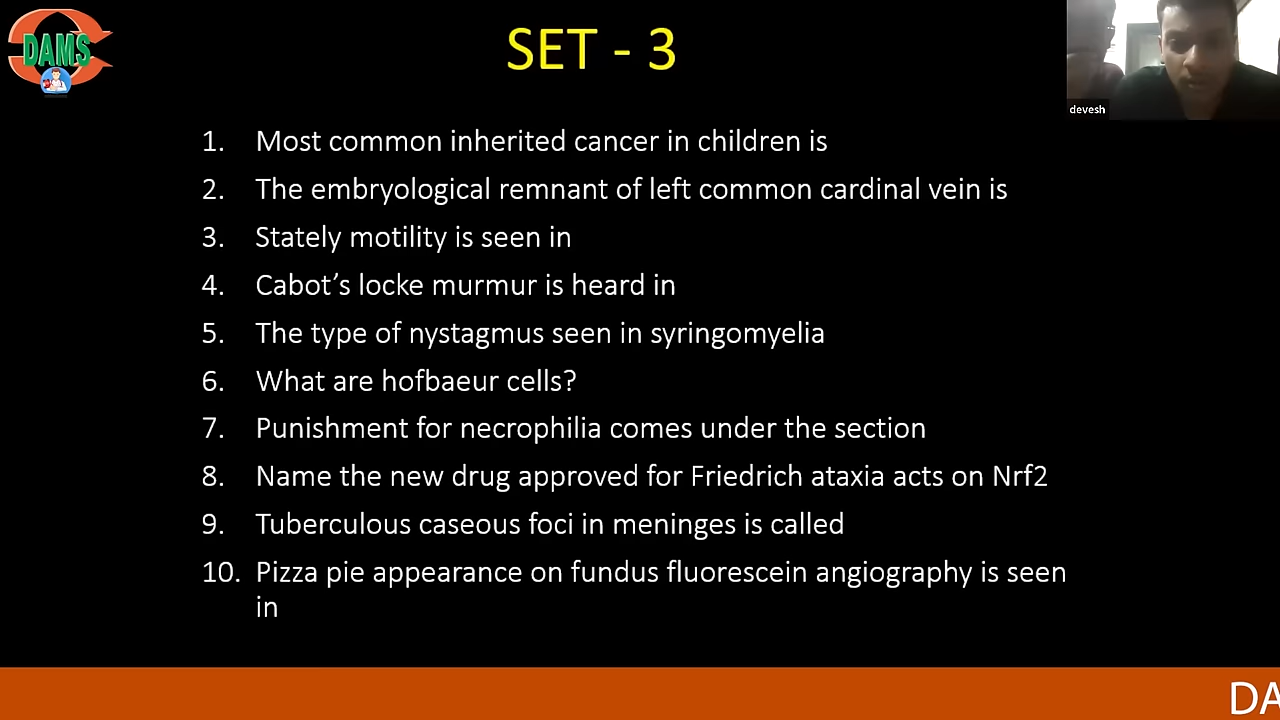 DAMS
SET - 3
devesh
1. Most common inherited cancer in children is
2. The embryological remnant of left common cardinal vein is
3. Stately motility is seen in
4. Cabot’s locke murmur is heard in
5. The type of nystagmus seen in syringomyelia
6. What are hofbaeur cells?
7. Punishment for necrophilia comes under the section
8. Name the new drug approved for Friedrich ataxia acts on Nrf2
9. Tuberculous caseous foci in meninges is called
10. Pizza pie appearance on fundus fluorescein angiography is seen
in
DA